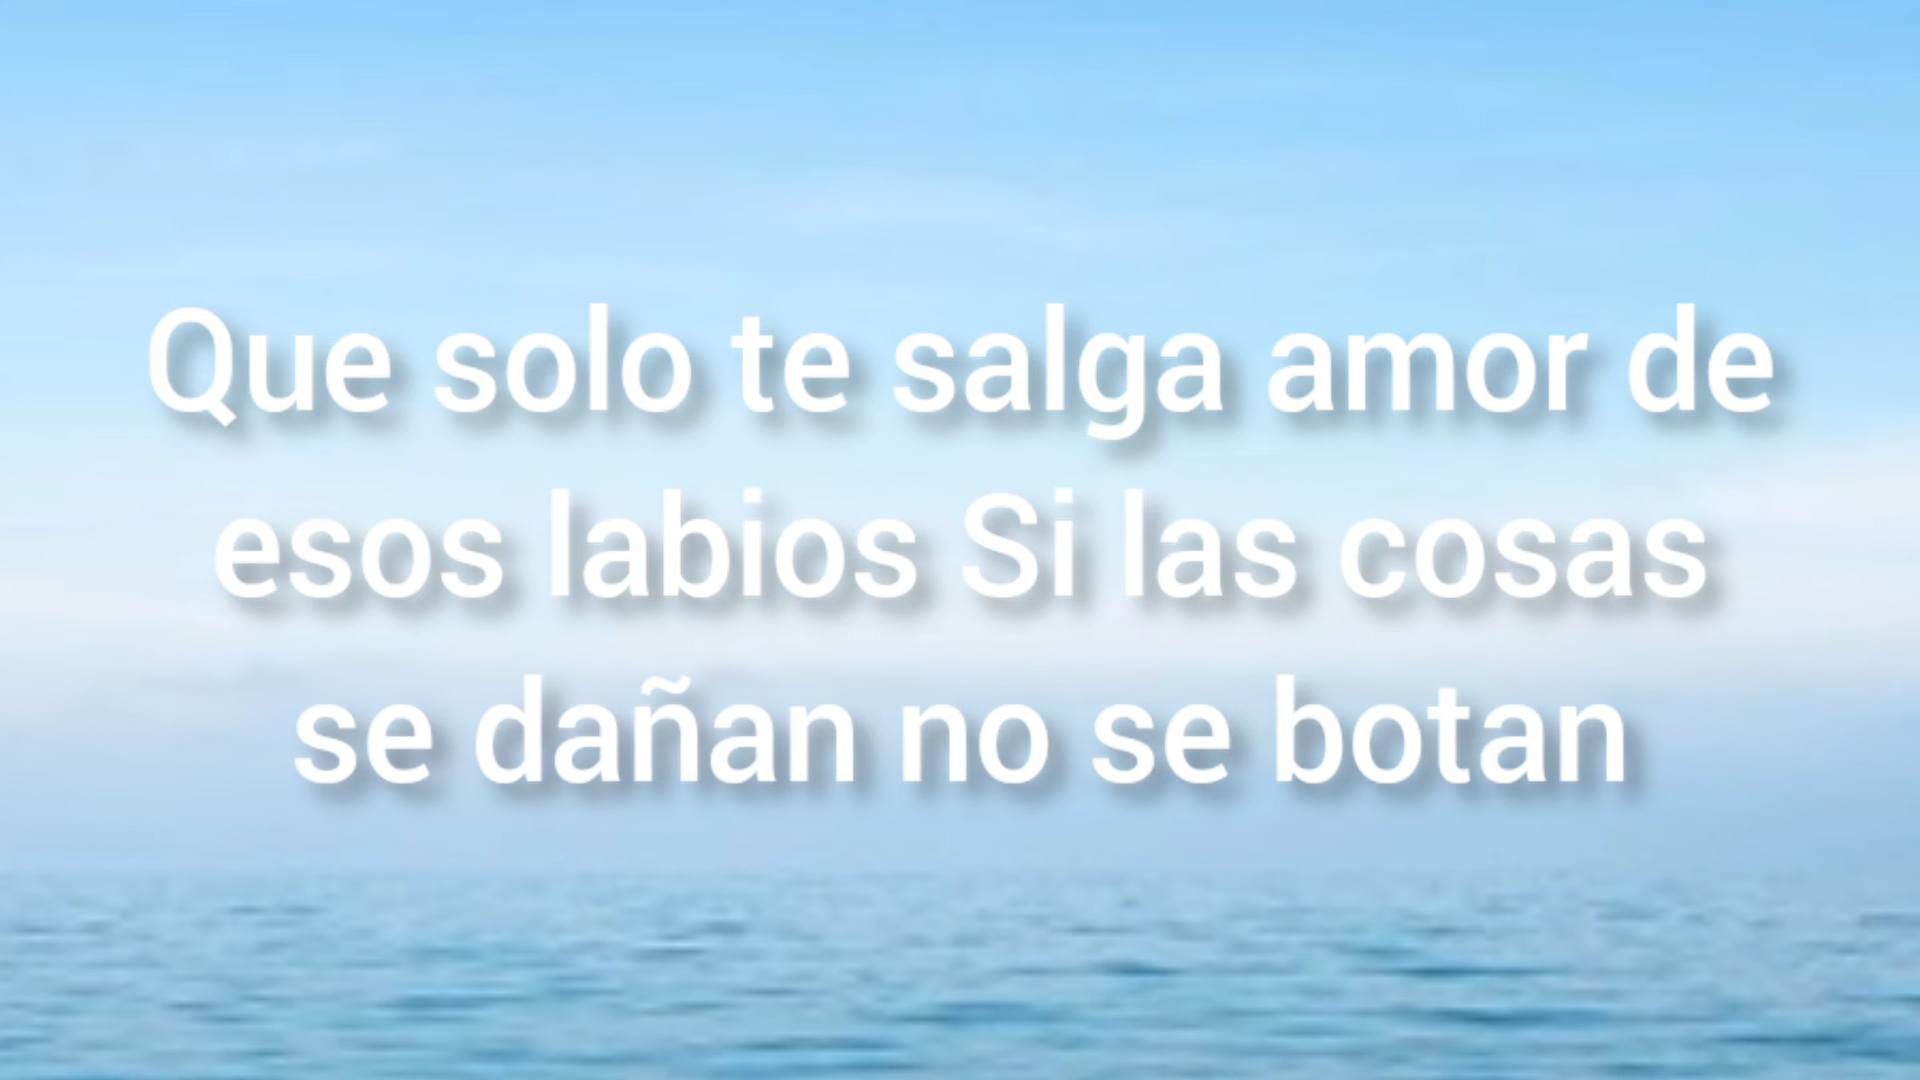 Que solo te salga amor de
esos labios Si las cosas
se dañan no se botan